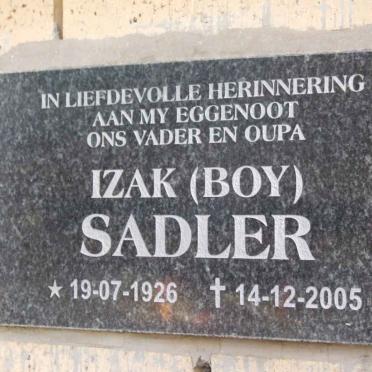 IN LIEFDEVOLLE HERINNERING
AAN MY EGGENOOT
ONS VADER EN OUPA
IZAK (BOY)
SADLER
★ 19-07-1926 ✝ 14-12-2005